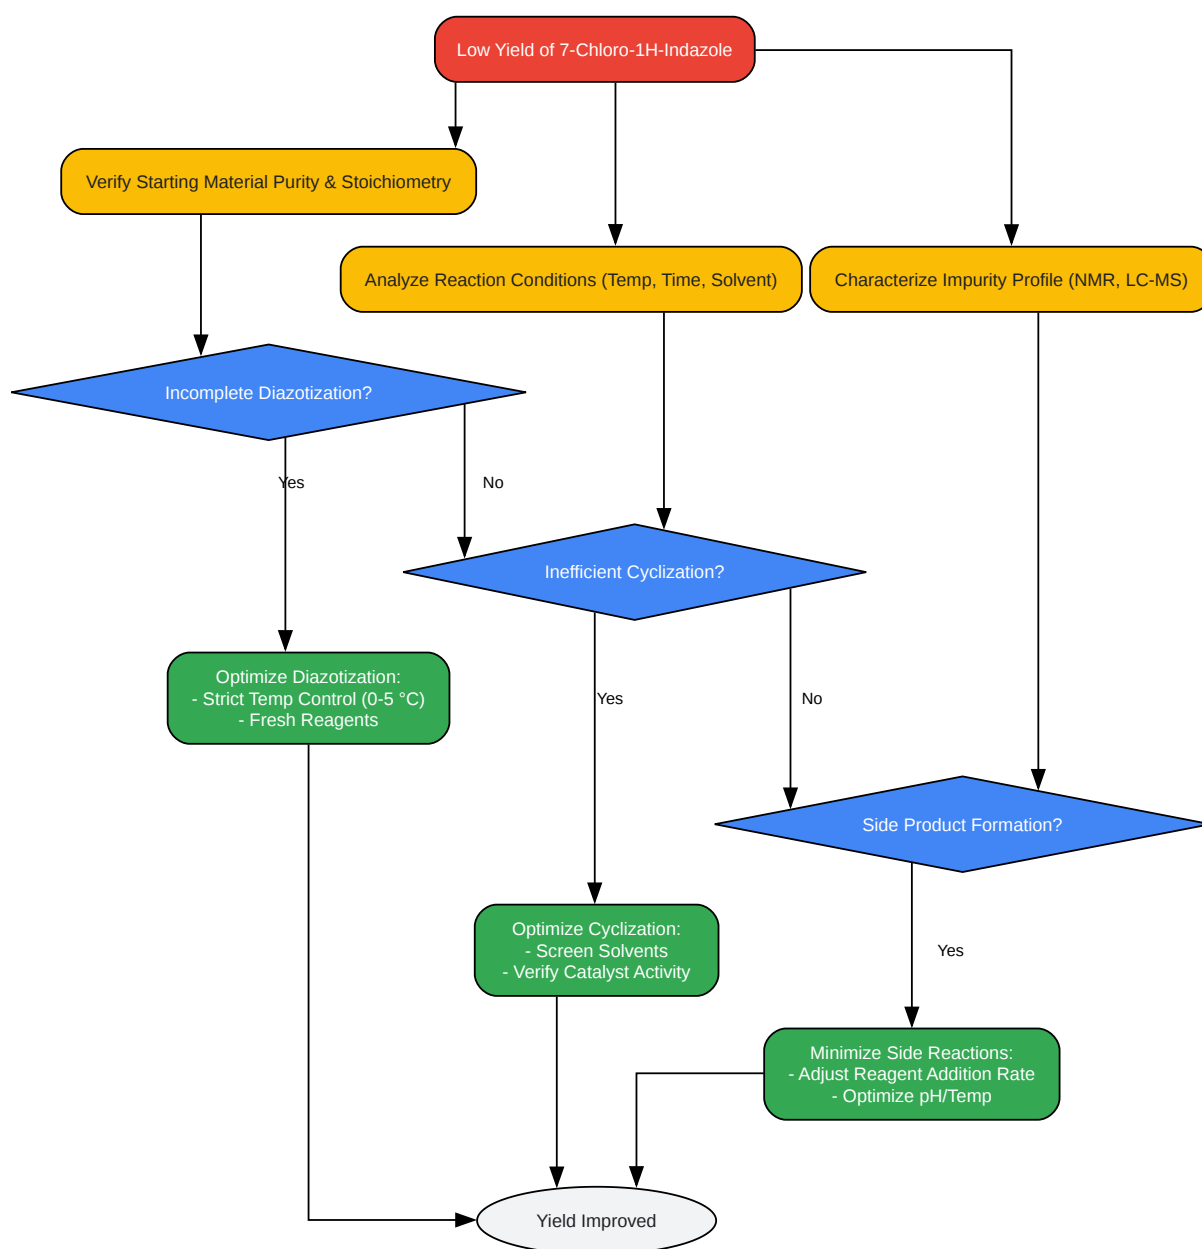 Low Yield of 7-Chloro-1H-Indazole
Verify Starting Material Purity & Stoichiometry
Analyze Reaction Conditions (Temp, Time, Solvent)
Characterize Impurity Profile (NMR, LC-MS)
Incomplete Diazotization?
Yes
No
Inefficient Cyclization?
Optimize Diazotization:
- Strict Temp Control (0-5 °C)
- Fresh Reagents
Yes
No
Side Product Formation?
Optimize Cyclization:
- Screen Solvents
- Verify Catalyst Activity
Yes
Minimize Side Reactions:
- Adjust Reagent Addition Rate
- Optimize pH/Temp
Yield Improved